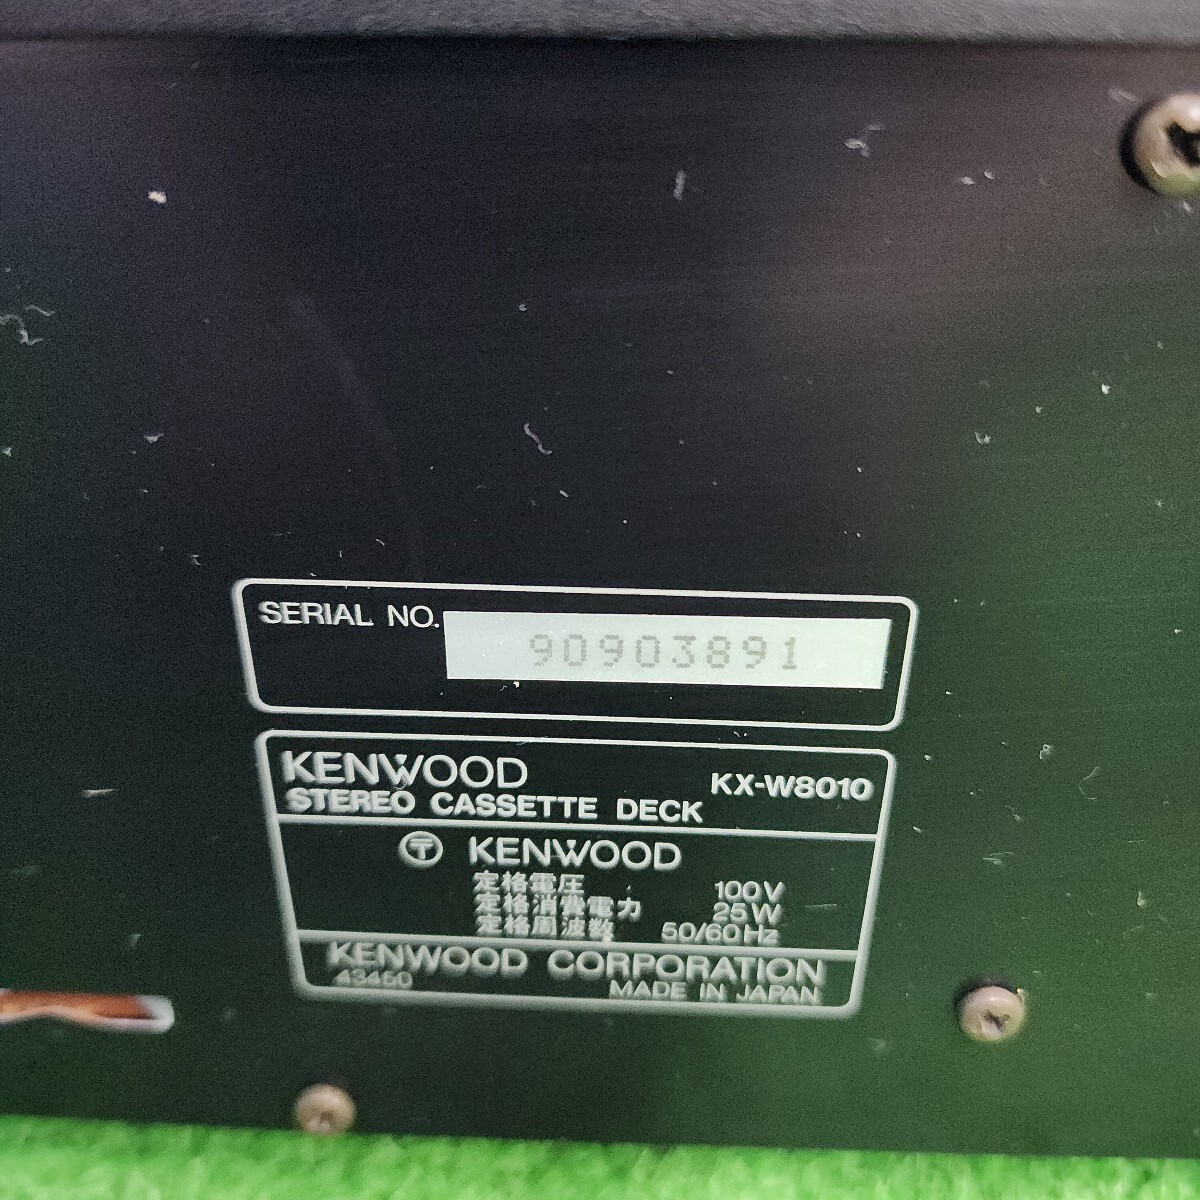 SERIAL NO. 90903891
KENWOOD KX-W8010
STEREO CASSETTE DECK
〒 KENWOOD
定格電圧 100V
定格消費電力 25W
定格周波数 50/60Hz
KENWOOD CORPORATION
43450 MADE IN JAPAN